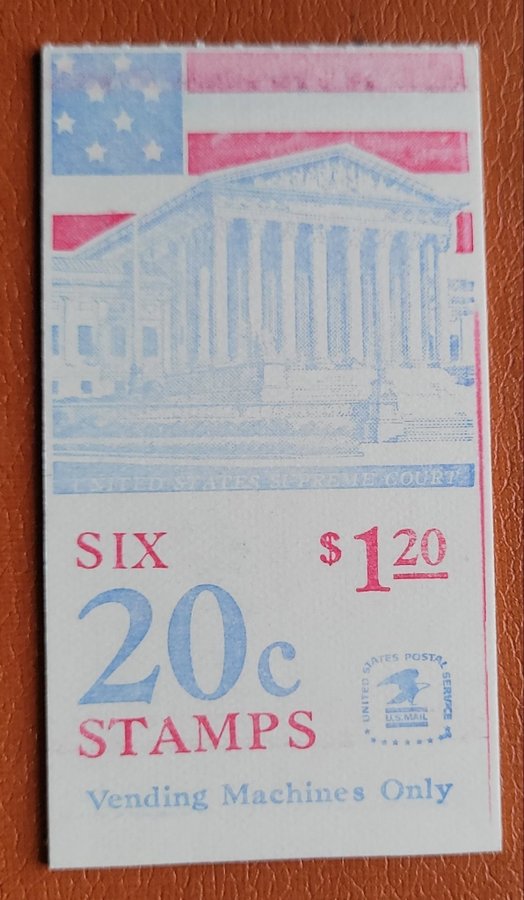 UNITED STATES SUPREME COURT
SIX
$1.20
20c
STAMPS
UNITED STATES POSTAL SERVICE
U.S.MAIL
Vending Machines Only